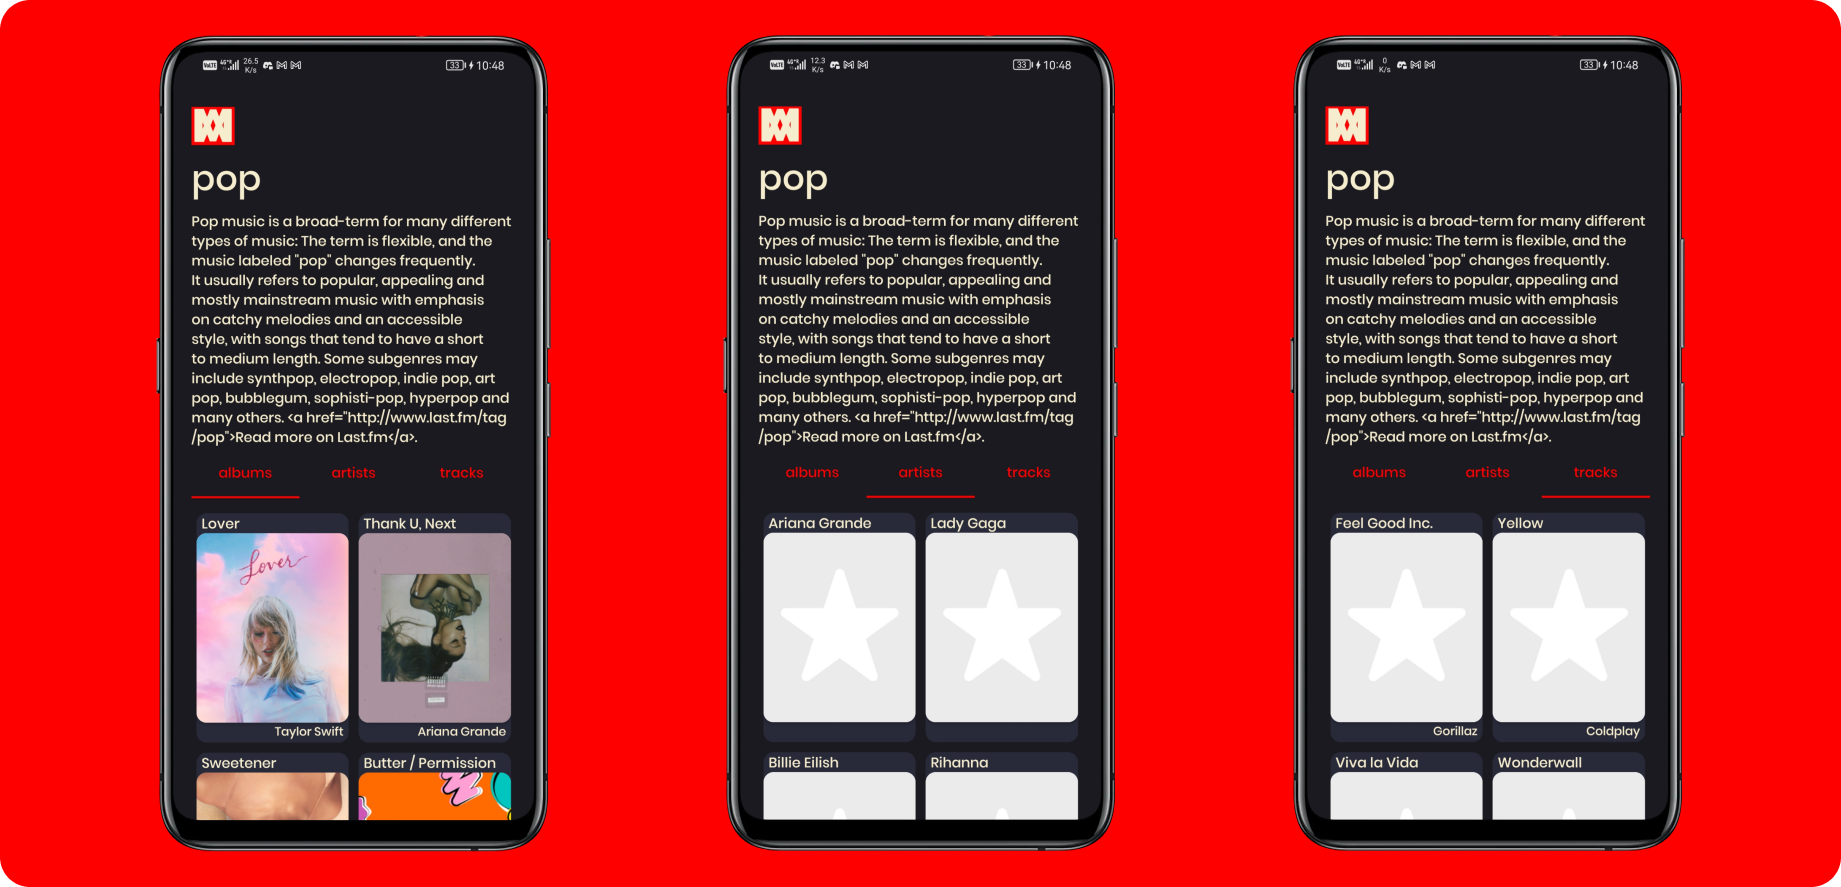 VoLTE 4G 26.5 K/s 33 10:48
pop
Pop music is a broad-term for many different
types of music: The term is flexible, and the
music labeled "pop" changes frequently.
It usually refers to popular, appealing and
mostly mainstream music with emphasis
on catchy melodies and an accessible
style, with songs that tend to have a short
to medium length. Some subgenres may
include synthpop, electropop, indie pop, art
pop, bubblegum, sophisti-pop, hyperpop and
many others. <a href="http://www.last.fm/tag
/pop">Read more on Last.fm</a>.
albums artists tracks
Lover Thank U, Next
Lover
Taylor Swift Ariana Grande
Sweetener Butter / Permission
VoLTE 4G 12.3 K/s 33 10:48
pop
Pop music is a broad-term for many different
types of music: The term is flexible, and the
music labeled "pop" changes frequently.
It usually refers to popular, appealing and
mostly mainstream music with emphasis
on catchy melodies and an accessible
style, with songs that tend to have a short
to medium length. Some subgenres may
include synthpop, electropop, indie pop, art
pop, bubblegum, sophisti-pop, hyperpop and
many others. <a href="http://www.last.fm/tag
/pop">Read more on Last.fm</a>.
albums artists tracks
Ariana Grande Lady Gaga
Billie Eilish Rihanna
VoLTE 4G 0 K/s 33 10:48
pop
Pop music is a broad-term for many different
types of music: The term is flexible, and the
music labeled "pop" changes frequently.
It usually refers to popular, appealing and
mostly mainstream music with emphasis
on catchy melodies and an accessible
style, with songs that tend to have a short
to medium length. Some subgenres may
include synthpop, electropop, indie pop, art
pop, bubblegum, sophisti-pop, hyperpop and
many others. <a href="http://www.last.fm/tag
/pop">Read more on Last.fm</a>.
albums artists tracks
Feel Good Inc. Yellow
Gorillaz Coldplay
Viva la Vida Wonderwall